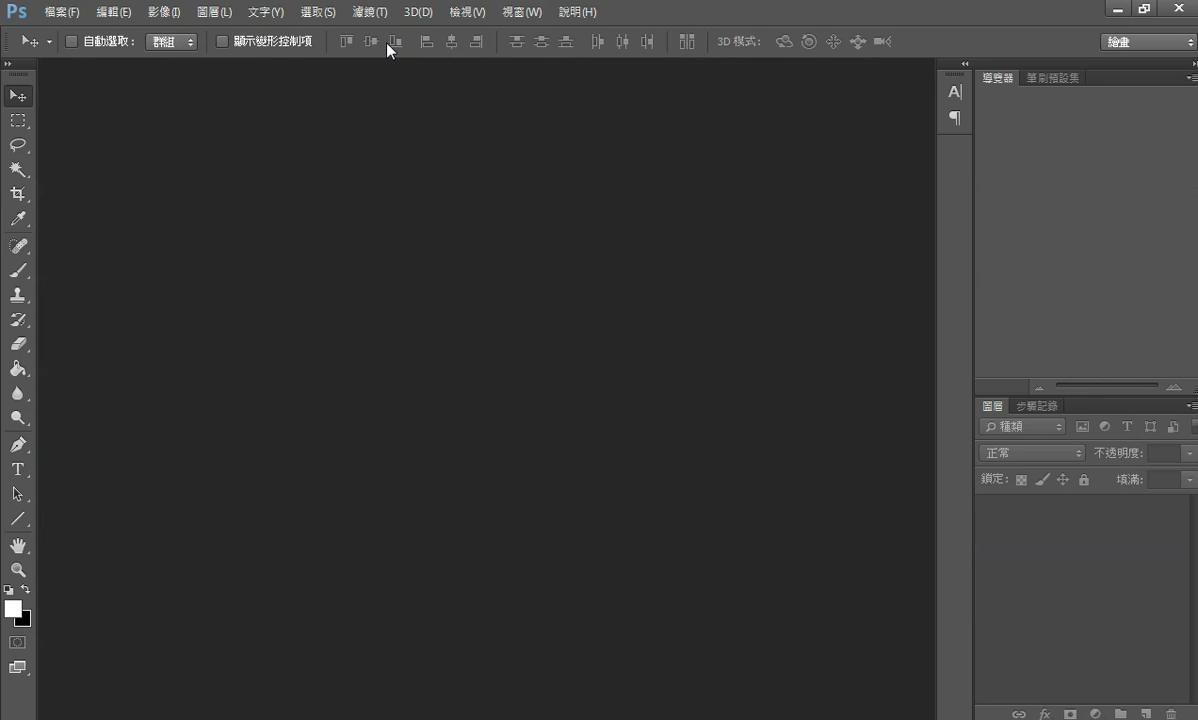 Ps 檔案(F) 編輯(E) 影像(I) 圖層(L) 文字(Y) 選取(S) 濾鏡(T) 3D(D) 檢視(V) 視窗(W) 說明(H)
自動選取： 群組 顯示變形控制項 3D 模式： 繪畫
導覽器 筆刷預設集
圖層 步驟記錄
種類
正常 不透明度:
鎖定: 填滿: